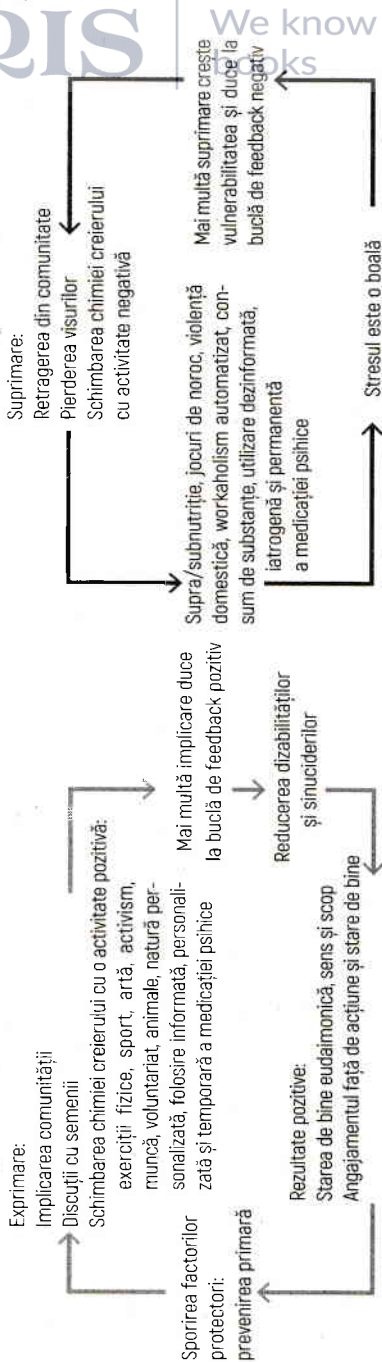 We know
books
RIS
Exprimare:
Implicarea comunității
Discuții cu semenii
Schimbarea chimiei creierului cu o activitate pozitivă:
exerciții fizice, sport, artă, activism,
muncă, voluntariat, animale, natură per-
sonalizată, folosire informată, personali-
zată și temporară a medicației psihice
Mai multă implicare duce
la buclă de feedback pozitiv
Reducerea dizabilităților
și sinuciderilor
Rezultate pozitive:
Starea de bine eudaimonică, sens și scop
Angajamentul față de acțiune și stare de bine
Sporirea factorilor
protectori:
prevenirea primară
Suprimare:
Retragerea din comunitate
Pierderea visurilor
Schimbarea chimiei creierului
cu activitate negativă
Supra/subnutriție, jocuri de noroc, violență
domestică, workaholism automatizat, con-
sum de substanțe, utilizare dezinformată,
iatrogenă și permanentă
a medicației psihice
Stresul este o boală
Mai multă suprimare crește
vulnerabilitatea și duce la
buclă de feedback negativ